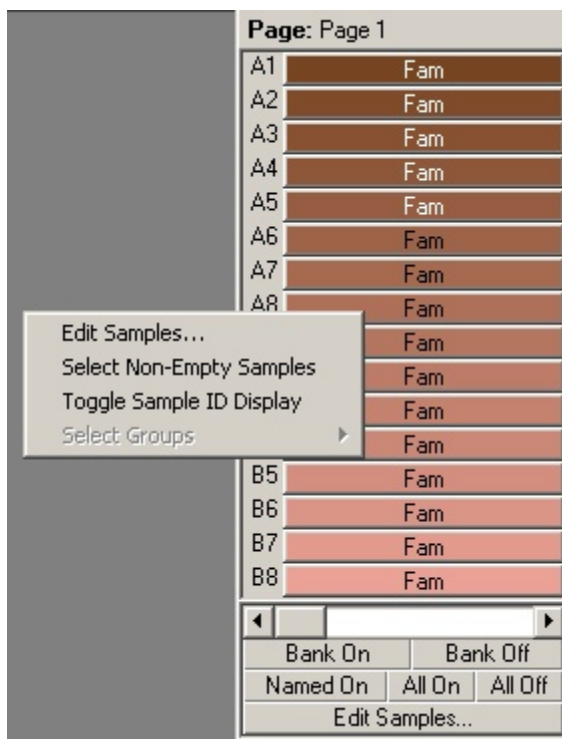 Page: Page 1
A1 Fam
A2 Fam
A3 Fam
A4 Fam
A5 Fam
A6 Fam
A7 Fam
A8 Fam
Fam
Fam
Fam
Fam
B5 Fam
B6 Fam
B7 Fam
B8 Fam
Edit Samples...
Select Non-Empty Samples
Toggle Sample ID Display
Select Groups
Bank On Bank Off
Named On All On All Off
Edit Samples...